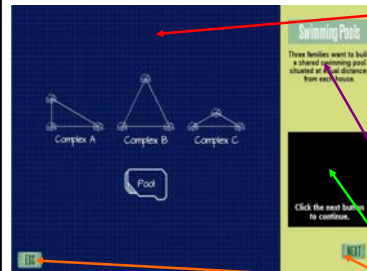 Swimming Pools
Three families want to build
a shared swimming pool
situated at equal distances
from each house.
Complex A
Complex B
Complex C
Pool
Click the next button
to continue.
ESC
NEXT